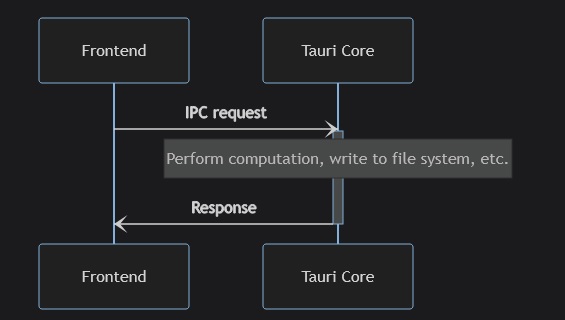 Frontend
Tauri Core
IPC request
Perform computation, write to file system, etc.
Response
Frontend
Tauri Core